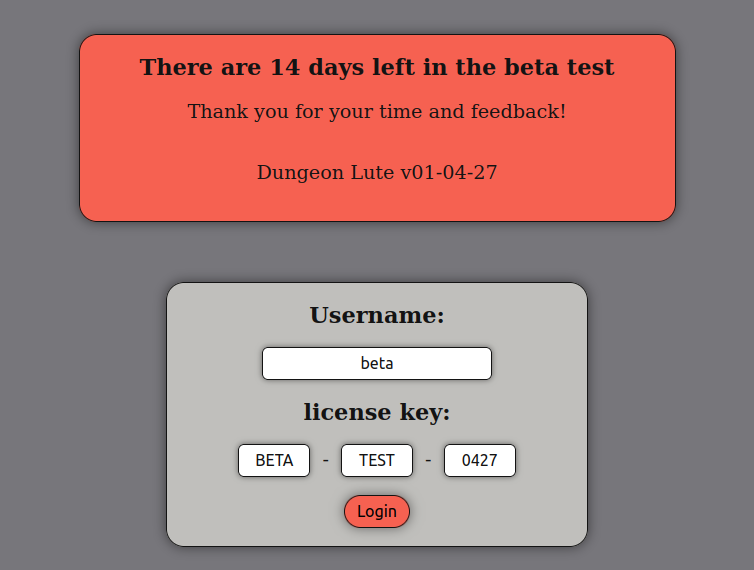 There are 14 days left in the beta test
Thank you for your time and feedback!
Dungeon Lute v01-04-27
Username:
beta
license key:
BETA - TEST - 0427
Login